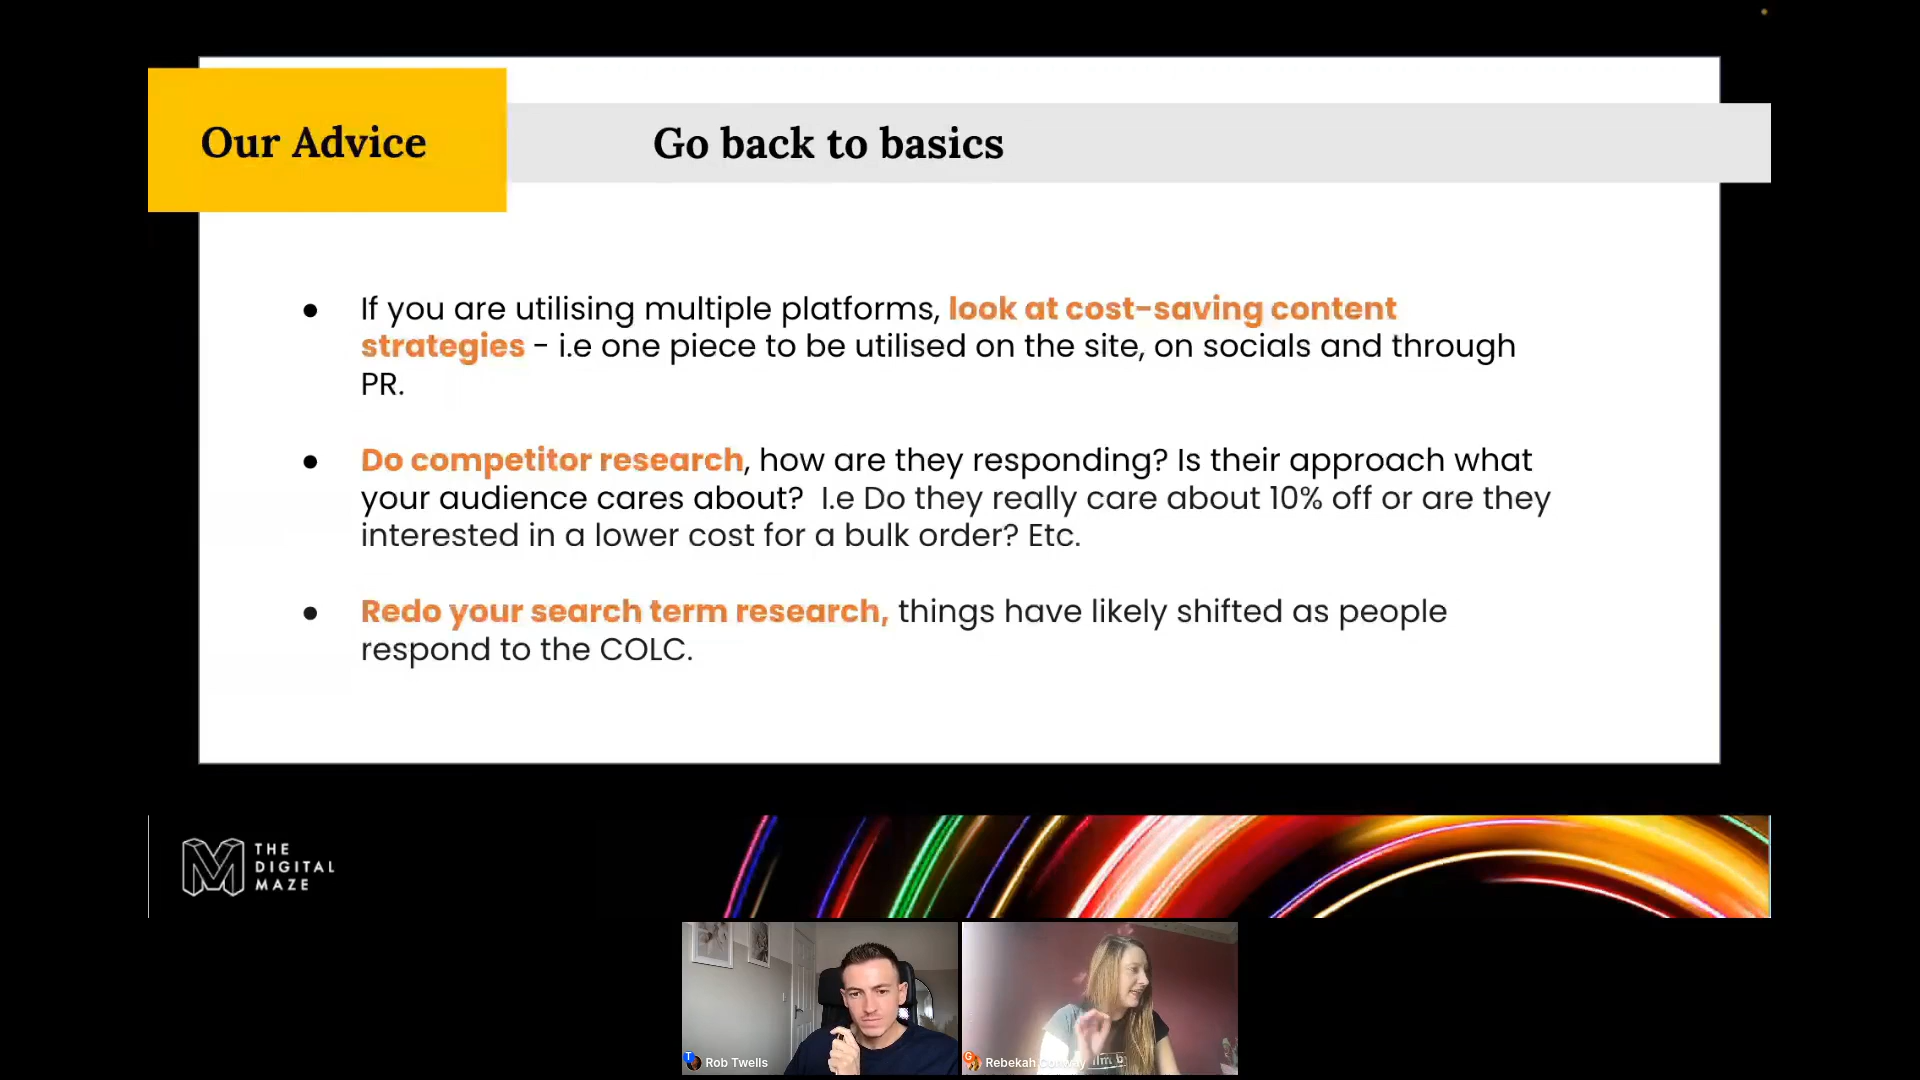 Our Advice
Go back to basics
● If you are utilising multiple platforms, look at cost-saving content
strategies - i.e one piece to be utilised on the site, on socials and through
PR.
● Do competitor research, how are they responding? Is their approach what
your audience cares about? I.e Do they really care about 10% off or are they
interested in a lower cost for a bulk order? Etc.
● Redo your search term research, things have likely shifted as people
respond to the COLC.
THE
DIGITAL
MAZE
Rob Twells
Rebekah